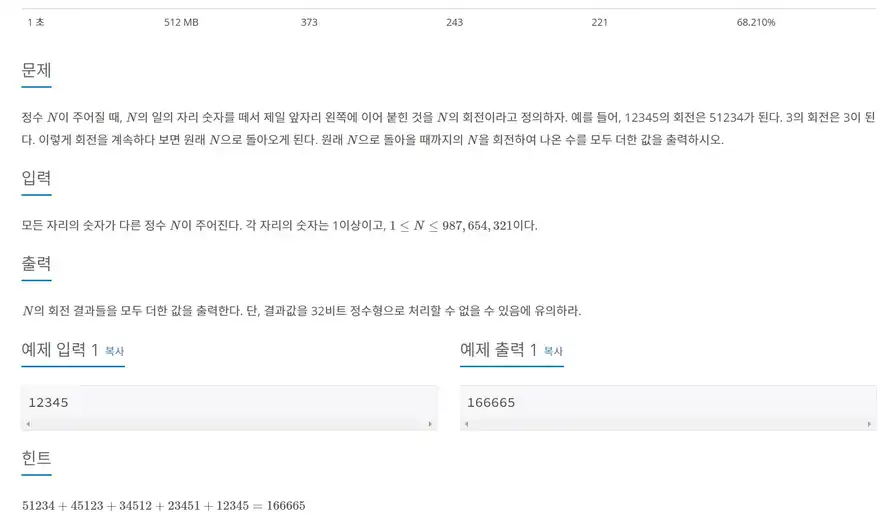 1 초 512 MB 373 243 221 68.210%
문제
정수 N이 주어질 때, N의 일의 자리 숫자를 떼서 제일 앞자리 왼쪽에 이어 붙힌 것을 N의 회전이라고 정의하자. 예를 들어, 12345의 회전은 51234가 된다. 3의 회전은 3이 된
다. 이렇게 회전을 계속하다 보면 원래 N으로 돌아오게 된다. 원래 N으로 돌아올 때까지의 N을 회전하여 나온 수를 모두 더한 값을 출력하시오.
입력
모든 자리의 숫자가 다른 정수 N이 주어진다. 각 자리의 숫자는 1이상이고, 1 ≤ N ≤ 987,654,321이다.
출력
N의 회전 결과들을 모두 더한 값을 출력한다. 단, 결과값을 32비트 정수형으로 처리할 수 없을 수 있음에 유의하라.
예제 입력 1 복사
12345
예제 출력 1 복사
166665
힌트
51234 + 45123 + 34512 + 23451 + 12345 = 166665